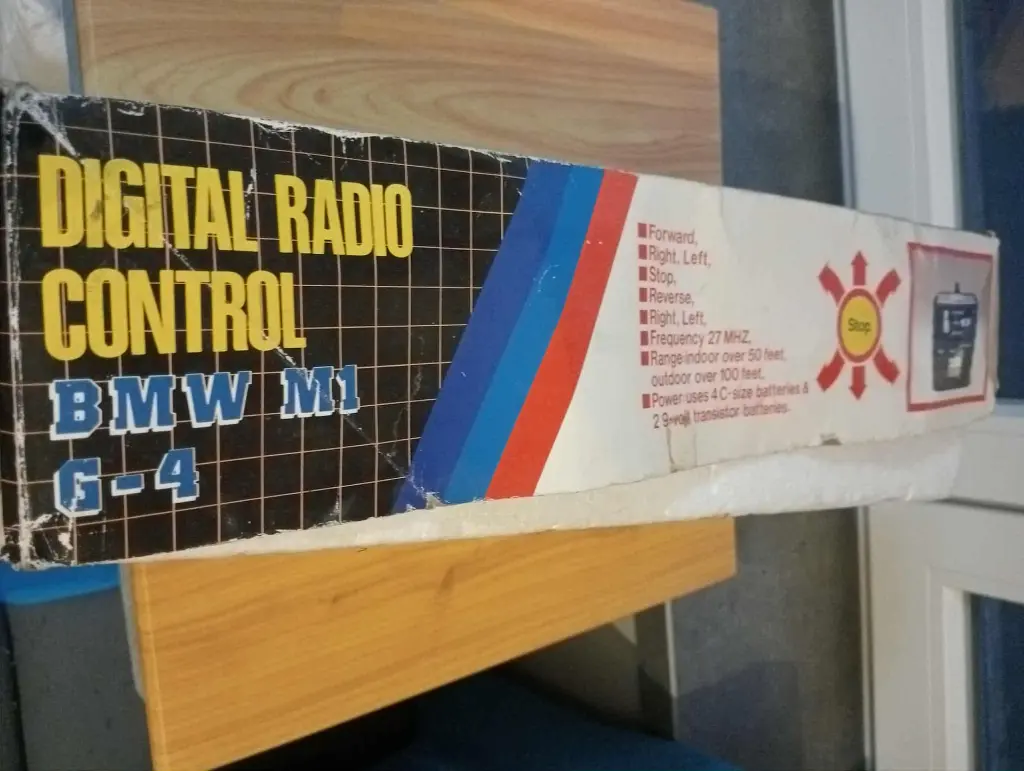 DIGITAL RADIO
CONTROL
BMW M1
G-4
Forward,
Right, Left,
Stop,
Reverse,
Right, Left,
Frequency 27 MHZ,
Range indoor over 50 feet,
outdoor over 100 feet,
Power uses 4 C-size batteries &
2 9-volt transistor batteries.
Stop